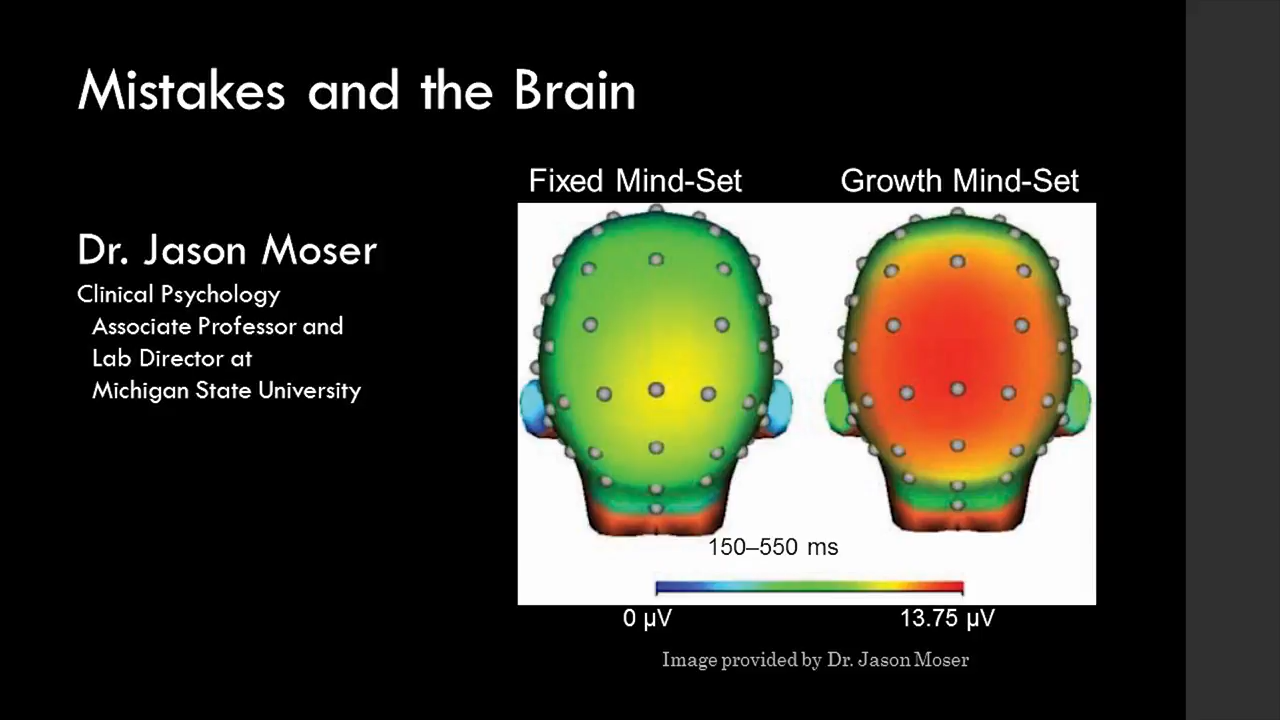 Mistakes and the Brain
Fixed Mind-Set
Growth Mind-Set
Dr. Jason Moser
Clinical Psychology
Associate Professor and
Lab Director at
Michigan State University
150–550 ms
0 µV
13.75 µV
Image provided by Dr. Jason Moser